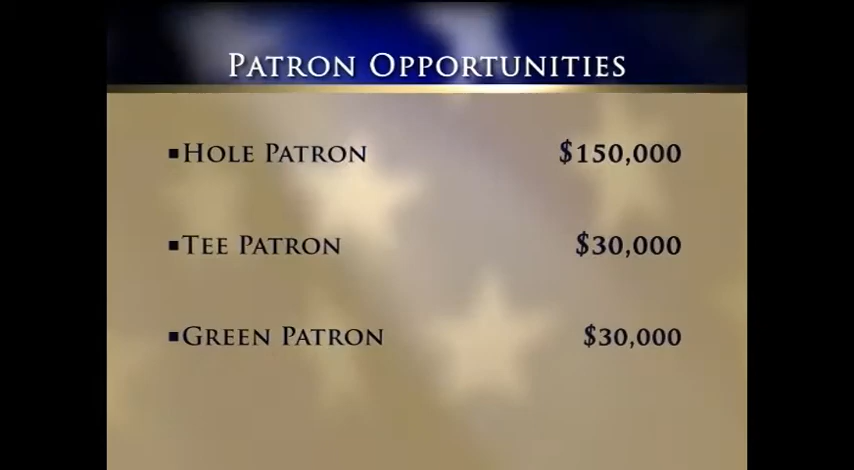 PATRON OPPORTUNITIES
▪HOLE PATRON $150,000
▪TEE PATRON $30,000
▪GREEN PATRON $30,000